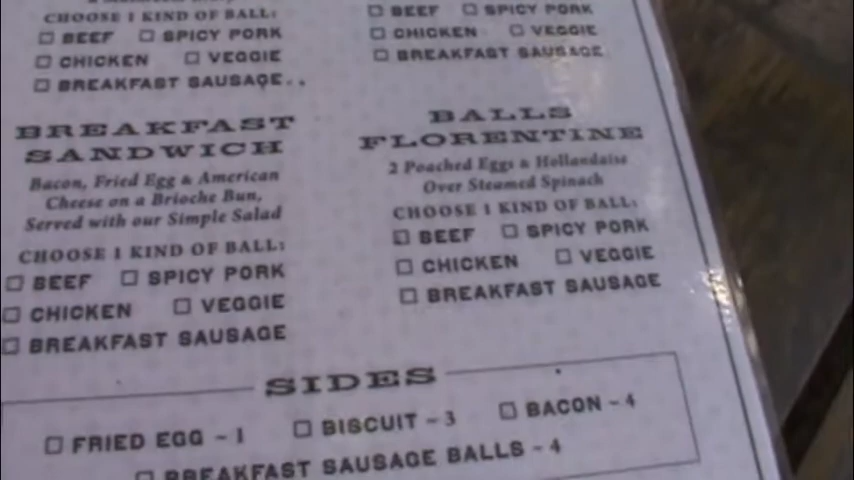 CHOOSE 1 KIND OF BALL:
BEEF SPICY PORK
CHICKEN VEGGIE
BREAKFAST SAUSAGE
BEEF SPICY PORK
CHICKEN VEGGIE
BREAKFAST SAUSAGE
BREAKFAST
SANDWICH
Bacon, Fried Egg & American
Cheese on a Brioche Bun,
Served with our Simple Salad
CHOOSE 1 KIND OF BALL:
BEEF SPICY PORK
CHICKEN VEGGIE
BREAKFAST SAUSAGE
BALLS
FLORENTINE
2 Poached Eggs & Hollandaise
Over Steamed Spinach
CHOOSE 1 KIND OF BALL:
BEEF SPICY PORK
CHICKEN VEGGIE
BREAKFAST SAUSAGE
SIDES
FRIED EGG - 1 BISCUIT - 3 BACON - 4
BREAKFAST SAUSAGE BALLS - 4